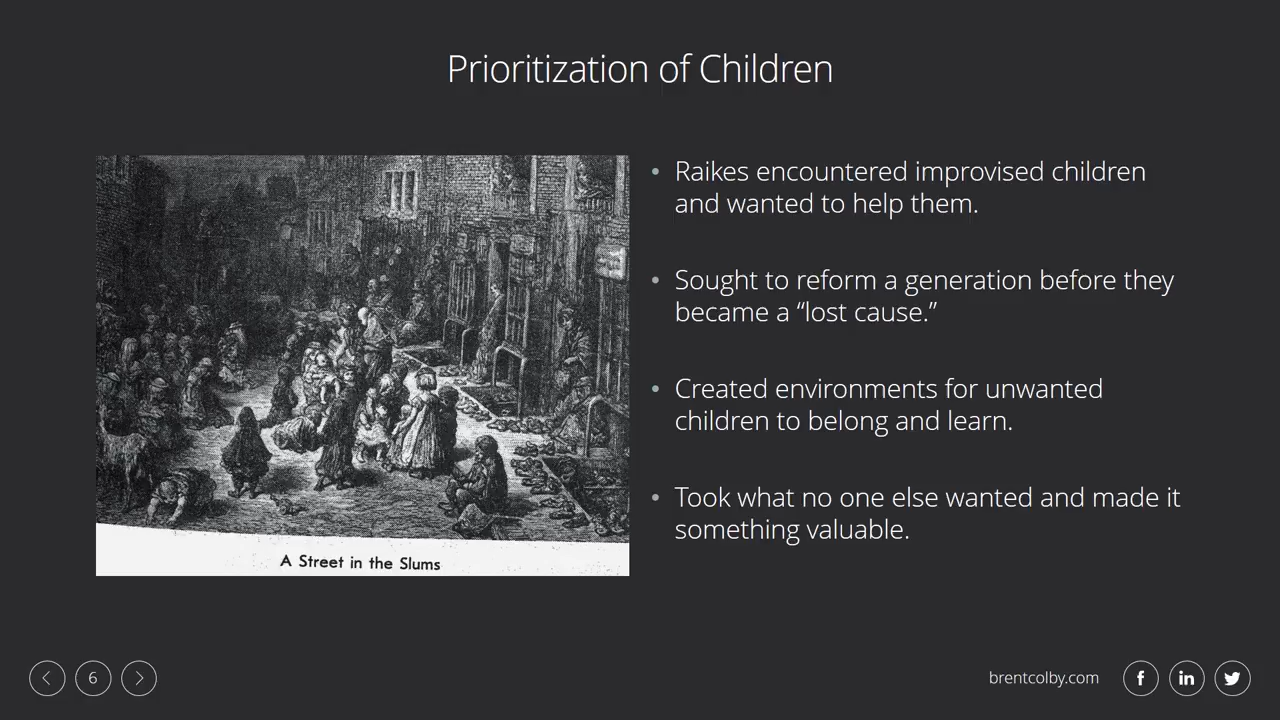 Prioritization of Children
Raikes encountered improvised children
and wanted to help them.
Sought to reform a generation before they
became a “lost cause.”
Created environments for unwanted
children to belong and learn.
Took what no one else wanted and made it
something valuable.
A Street in the Slums
6
brentcolby.com